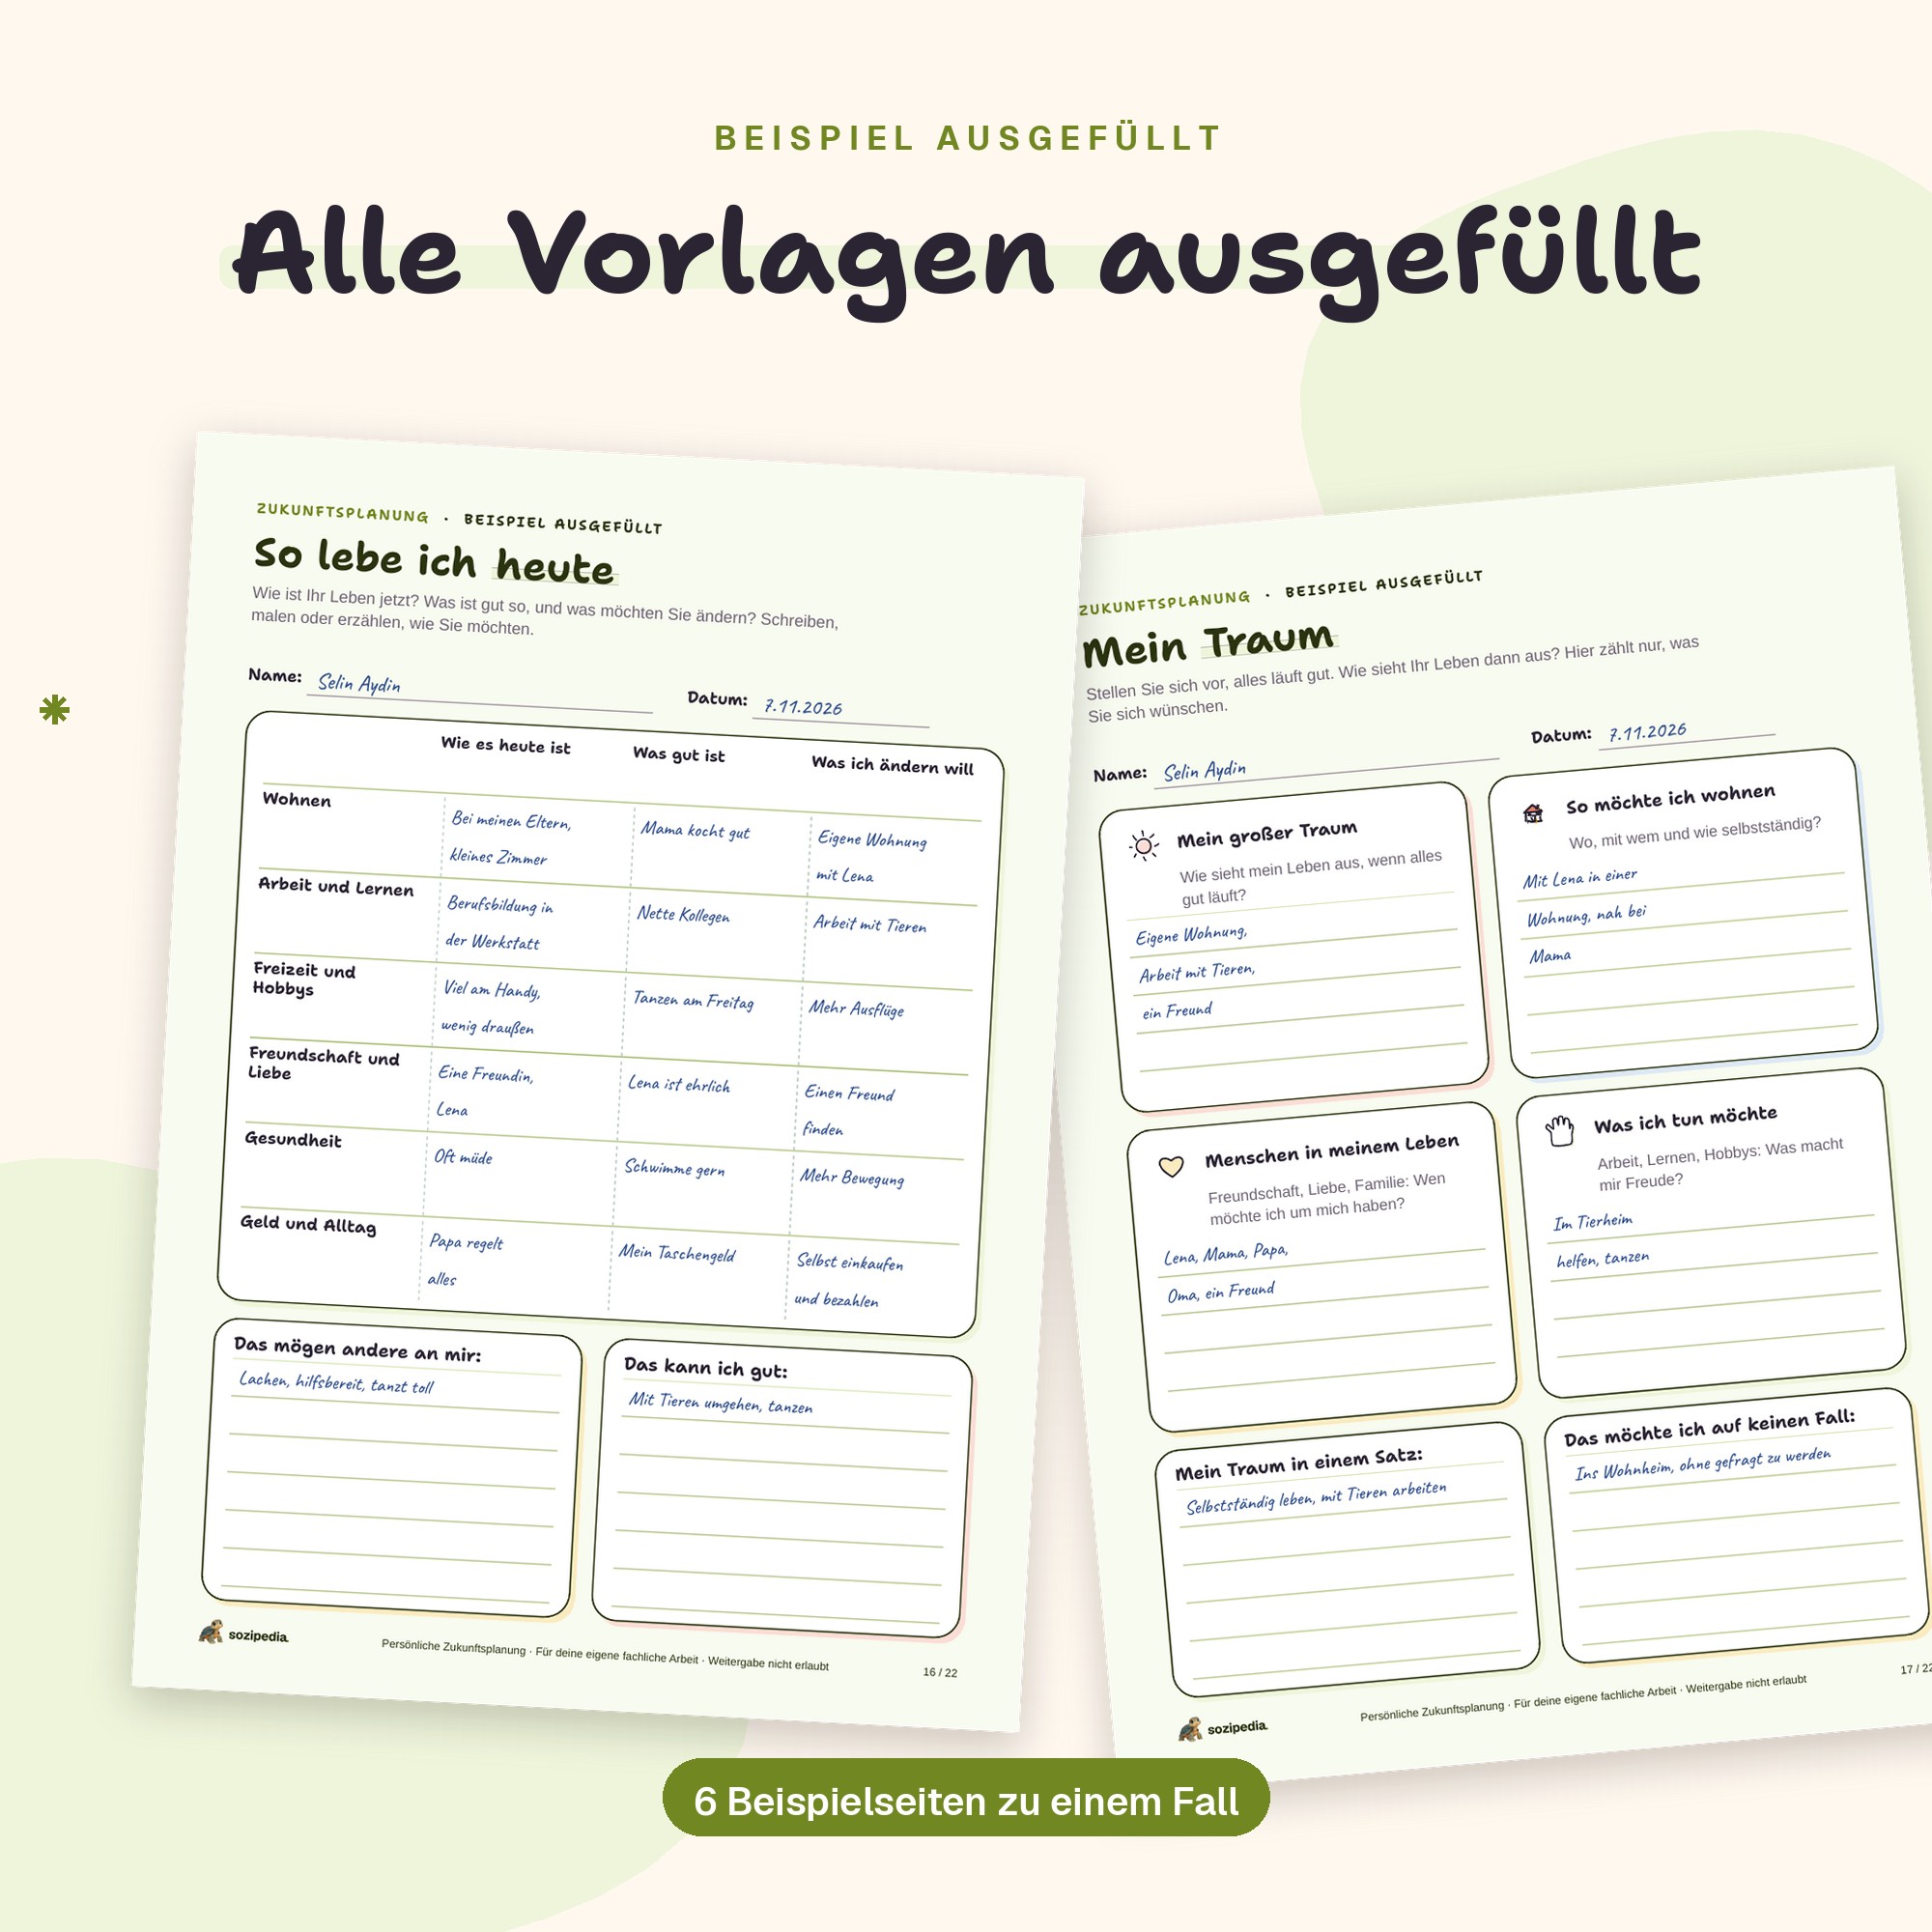 BEISPIEL AUSGEFÜLLT
Alle Vorlagen ausgefüllt
ZUKUNFTSPLANUNG · BEISPIEL AUSGEFÜLLT
So lebe ich heute
Wie ist Ihr Leben jetzt? Was ist gut so, und was möchten Sie ändern? Schreiben,
malen oder erzählen, wie Sie möchten.
Name: Selin Aydin Datum: 7.11.2026
Wie es heute ist Was gut ist Was ich ändern will
Wohnen
Bei meinen Eltern,
kleines Zimmer
Mama kocht gut
Eigene Wohnung
mit Lena
Arbeit und Lernen
Berufsbildung in
der Werkstatt
Nette Kollegen
Arbeit mit Tieren
Freizeit und
Hobbys
Viel am Handy,
wenig draußen
Tanzen am Freitag
Mehr Ausflüge
Freundschaft und
Liebe
Eine Freundin,
Lena
Lena ist ehrlich
Einen Freund
finden
Gesundheit
Oft müde
Schwimme gern
Mehr Bewegung
Geld und Alltag
Papa regelt
alles
Mein Taschengeld
Selbst einkaufen
und bezahlen
Das mögen andere an mir:
Lachen, hilfsbereit, tanzt toll
Das kann ich gut:
Mit Tieren umgehen, tanzen
sozipedia.
Persönliche Zukunftsplanung · Für deine eigene fachliche Arbeit · Weitergabe nicht erlaubt
16 / 22
ZUKUNFTSPLANUNG · BEISPIEL AUSGEFÜLLT
Mein Traum
Stellen Sie sich vor, alles läuft gut. Wie sieht Ihr Leben dann aus? Hier zählt nur, was
Sie sich wünschen.
Name: Selin Aydin Datum: 7.11.2026
Mein großer Traum
Wie sieht mein Leben aus, wenn alles
gut läuft?
Eigene Wohnung,
Arbeit mit Tieren,
ein Freund
So möchte ich wohnen
Wo, mit wem und wie selbstständig?
Mit Lena in einer
Wohnung, nah bei
Mama
Menschen in meinem Leben
Freundschaft, Liebe, Familie: Wen
möchte ich um mich haben?
Lena, Mama, Papa,
Oma, ein Freund
Was ich tun möchte
Arbeit, Lernen, Hobbys: Was macht
mir Freude?
Im Tierheim
helfen, tanzen
Mein Traum in einem Satz:
Selbstständig leben, mit Tieren arbeiten
Das möchte ich auf keinen Fall:
Ins Wohnheim, ohne gefragt zu werden
sozipedia.
Persönliche Zukunftsplanung · Für deine eigene fachliche Arbeit · Weitergabe nicht erlaubt
17 / 22
6 Beispielseiten zu einem Fall